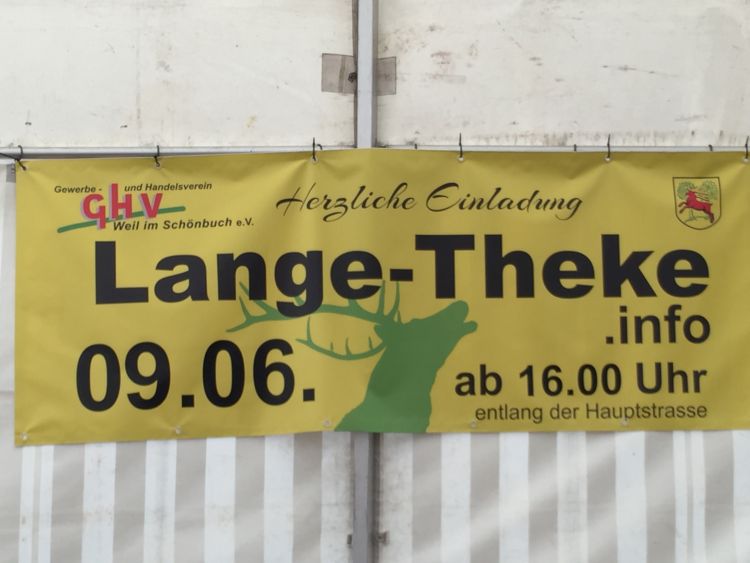 Gewerbe - und Handelsverein
ghv
Weil im Schönbuch e.V.
Herzliche Einladung
Lange-Theke
.info
09.06.
ab 16.00 Uhr
entlang der Hauptstrasse